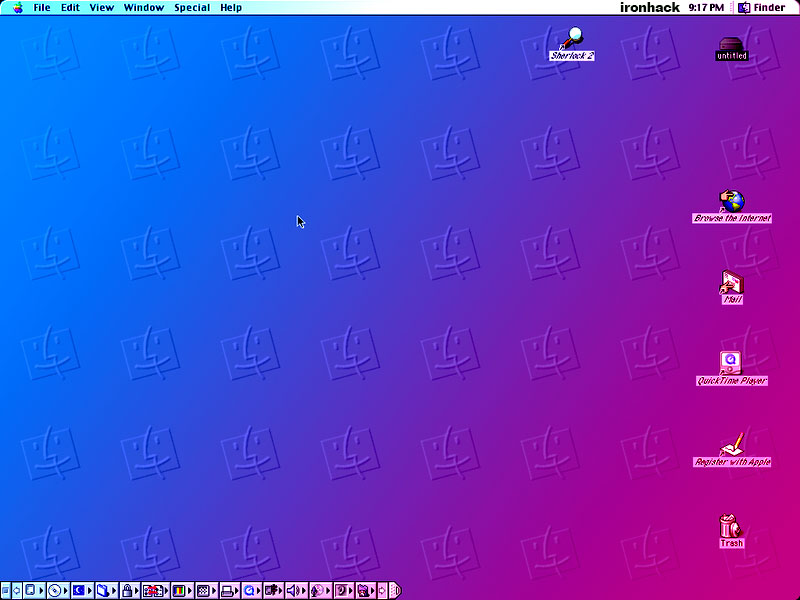 File Edit View Window Special Help ironhack 9:17 PM Finder
Sherlock 2
untitled
Browse the Internet
Mail
QuickTime Player
Register with Apple
Trash